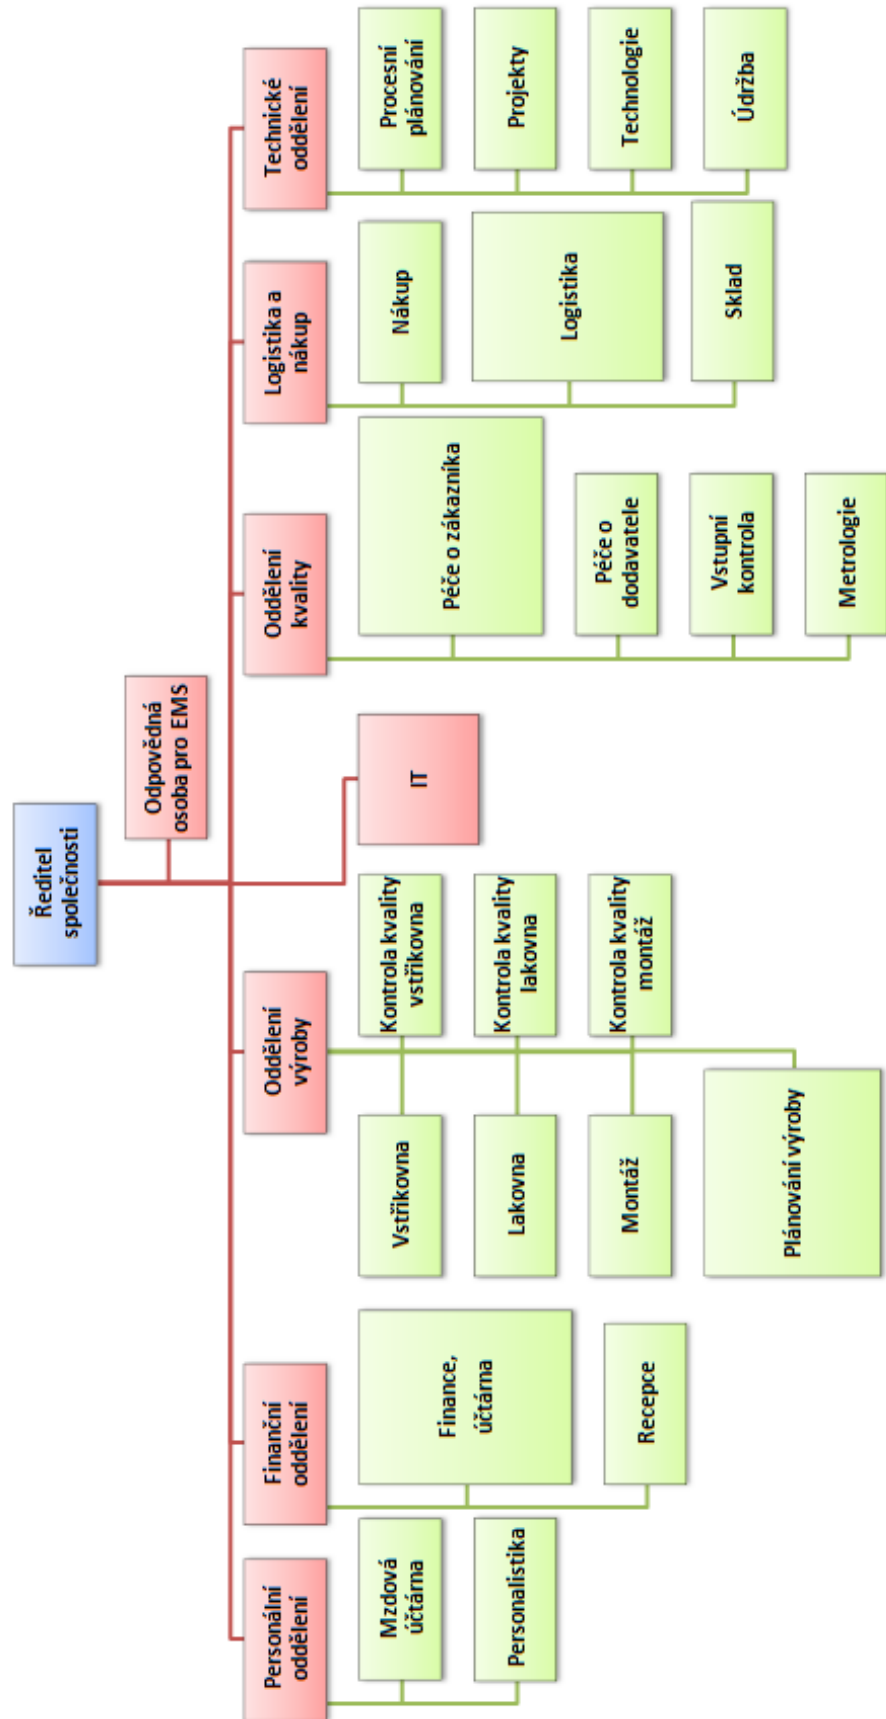 Ředitel
společnosti
Odpovědná
osoba pro EMS
Personální
oddělení
Finanční
oddělení
Oddělení
výroby
Oddělení
kvality
Logistika a
nákup
Technické
oddělení
IT
Mzdová
účtárna
Personalistika
Finance,
účtárna
Recepce
Vstřikovna
Kontrola kvality
vstřikovna
Lakovna
Kontrola kvality
lakovna
Montáž
Kontrola kvality
montáž
Plánování výroby
Péče o zákazníka
Péče o
dodavatele
Vstupní
kontrola
Metrologie
Nákup
Logistika
Sklad
Procesní
plánování
Projekty
Technologie
Údržba